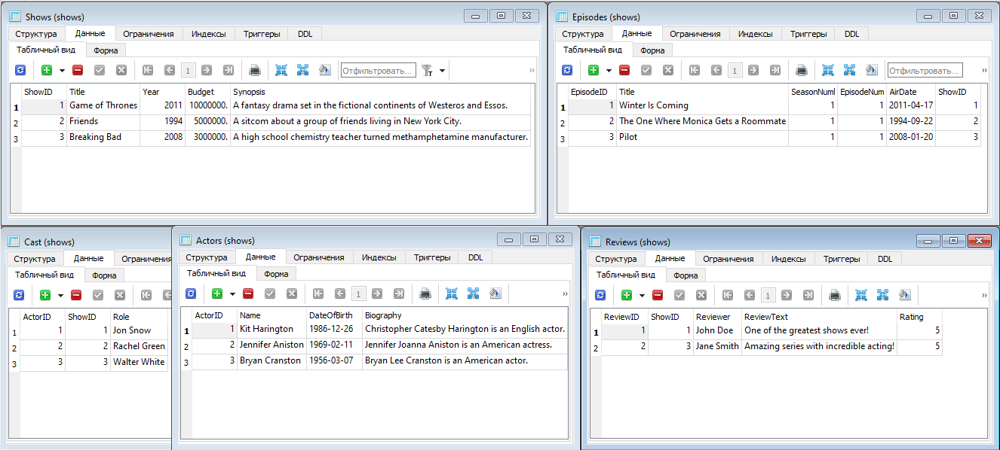 Shows (shows)
Структура Данные Ограничения Индексы Триггеры DDL
Табличный вид Форма
1 Отфильтровать... T »
ShowID Title Year Budget Synopsis
1 1 Game of Thrones 2011 10000000. A fantasy drama set in the fictional continents of Westeros and Essos.
2 2 Friends 1994 5000000. A sitcom about a group of friends living in New York City.
3 3 Breaking Bad 2008 3000000. A high school chemistry teacher turned methamphetamine manufacturer.
Episodes (shows)
Структура Данные Ограничения Индексы Триггеры DDL
Табличный вид Форма
1 Отфильтровать... »
EpisodeID Title SeasonNuml EpisodeNum AirDate ShowID
1 1 Winter Is Coming 1 1 2011-04-17 1
2 2 The One Where Monica Gets a Roommate 1 1 1994-09-22 2
3 3 Pilot 1 1 2008-01-20 3
Cast (shows)
Структура Данные Ограничения
Табличный вид Форма
ActorID ShowID Role
1 1 1 Jon Snow
2 2 2 Rachel Green
3 3 3 Walter White
Actors (shows)
Структура Данные Ограничения Индексы Триггеры DDL
Табличный вид Форма
1 »
ActorID Name DateOfBirth Biography
1 1 Kit Harington 1986-12-26 Christopher Catesby Harington is an English actor.
2 2 Jennifer Aniston 1969-02-11 Jennifer Joanna Aniston is an American actress.
3 3 Bryan Cranston 1956-03-07 Bryan Lee Cranston is an American actor.
Reviews (shows)
Структура Данные Ограничения Индексы Триггеры DDL
Табличный вид Форма
1 »
ReviewID ShowID Reviewer ReviewText Rating
1 1 1 John Doe One of the greatest shows ever! 5
2 2 3 Jane Smith Amazing series with incredible acting! 5